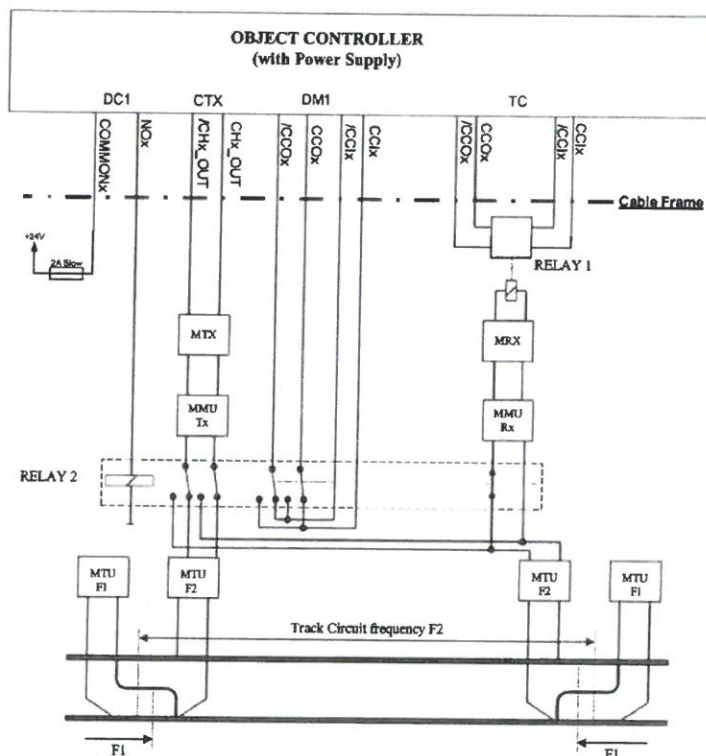 OBJECT CONTROLLER
(with Power Supply)
DC1
CTX
DM1
TC
COMMONx
NOx
/CHx_OUT
CHx_OUT
/CCOx
CCOx
/CCIx
CCIx
/CCOx
CCOx
/CCIx
CCIx
Cable Frame
+24V
2A Slow
RELAY 1
MTX
MRX
MMU
Tx
MMU
Rx
RELAY 2
MTU
F1
MTU
F2
MTU
F2
MTU
F1
Track Circuit frequency F2
F1
F1